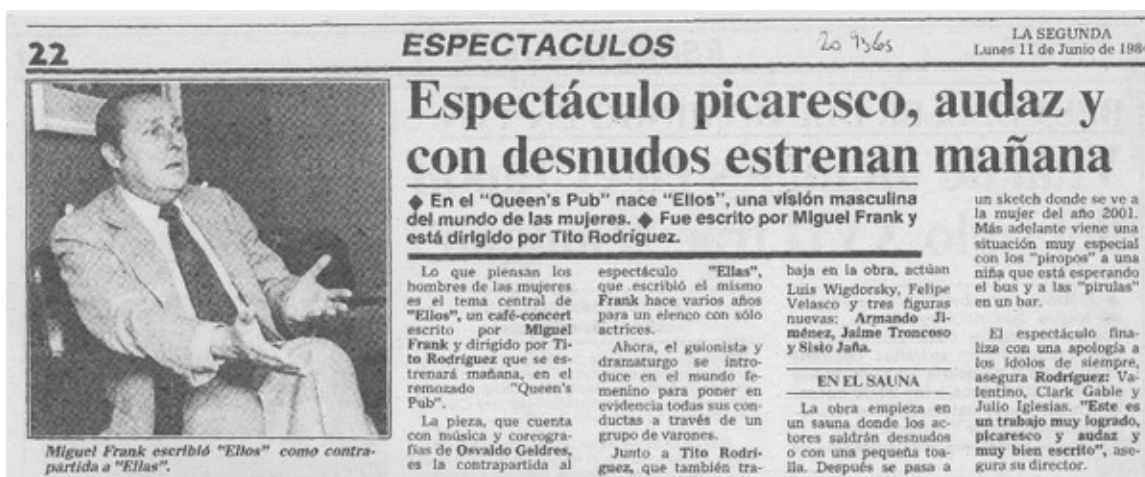 22
ESPECTACULOS
LA SEGUNDA
Lunes 11 de Junio de 198
Espectáculo picaresco, audaz y
con desnudos estrenan mañana
◆ En el "Queen's Pub" nace "Ellos", una visión masculina
del mundo de las mujeres. ◆ Fue escrito por Miguel Frank y
está dirigido por Tito Rodríguez.
Lo que piensan los
hombres de las mujeres
es el tema central de
"Ellos", un café-concert
escrito por Miguel
Frank y dirigido por Ti-
to Rodríguez que se es-
trenará mañana, en el
remozado "Queen's
Pub".
La pieza, que cuenta
con música y coreogra-
fías de Osvaldo Geldres,
es la contrapartida al
espectáculo "Ellas",
que escribió el mismo
Frank hace varios años
para un elenco con sólo
actrices.
Ahora, el guionista y
dramaturgo se intro-
duce en el mundo fe-
menino para poner en
evidencia todas sus con-
ductas a través de un
grupo de varones.
Junto a Tito Rodrí-
guez, que también tra-
baja en la obra, actúan
Luis Wigdorsky, Felipe
Velasco y tres figuras
nuevas: Armando Ji-
ménez, Jaime Troncoso
y Sisto Jaña.
EN EL SAUNA
La obra empieza en
un sauna donde los ac-
tores saldrán desnudos
o con una pequeña toa-
lla. Después se pasa a
un sketch donde se ve a
la mujer del año 2001.
Más adelante viene una
situación muy especial
con los "piropos" a una
niña que está esperando
el bus y a las "pirulas"
en un bar.
El espectáculo fina-
liza con una apología a
los ídolos de siempre,
asegura Rodríguez: Va-
lentino, Clark Gable y
Julio Iglesias. "Este es
un trabajo muy logrado,
picaresco y audaz y
muy bien escrito", ase-
gura su director.
Miguel Frank escribió "Ellos" como contra-
partida a "Ellas".